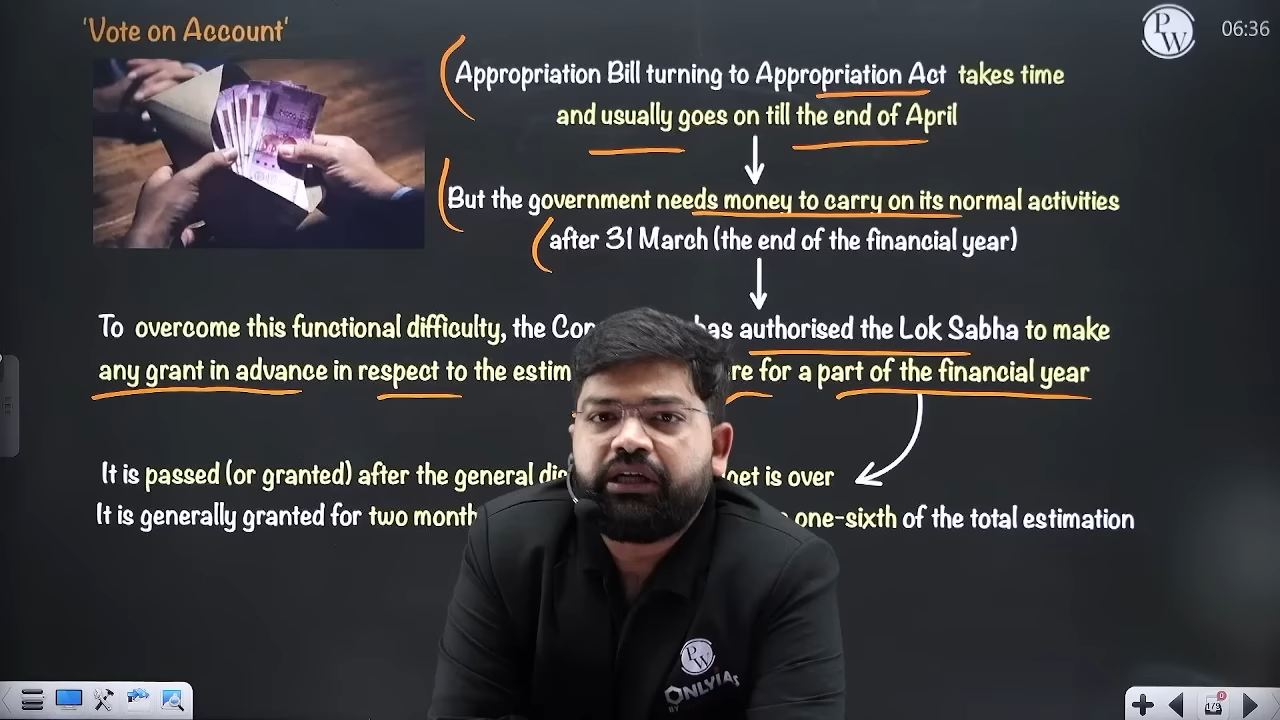 'Vote on Account'
PW
06:36
Appropriation Bill turning to Appropriation Act takes time
and usually goes on till the end of April
But the government needs money to carry on its normal activities
after 31 March (the end of the financial year)
To overcome this functional difficulty, the Con has authorised the Lok Sabha to make
any grant in advance in respect to the estim re for a part of the financial year
It is passed (or granted) after the general dis get is over
It is generally granted for two month one-sixth of the total estimation
PW
ONLYIAS
BY